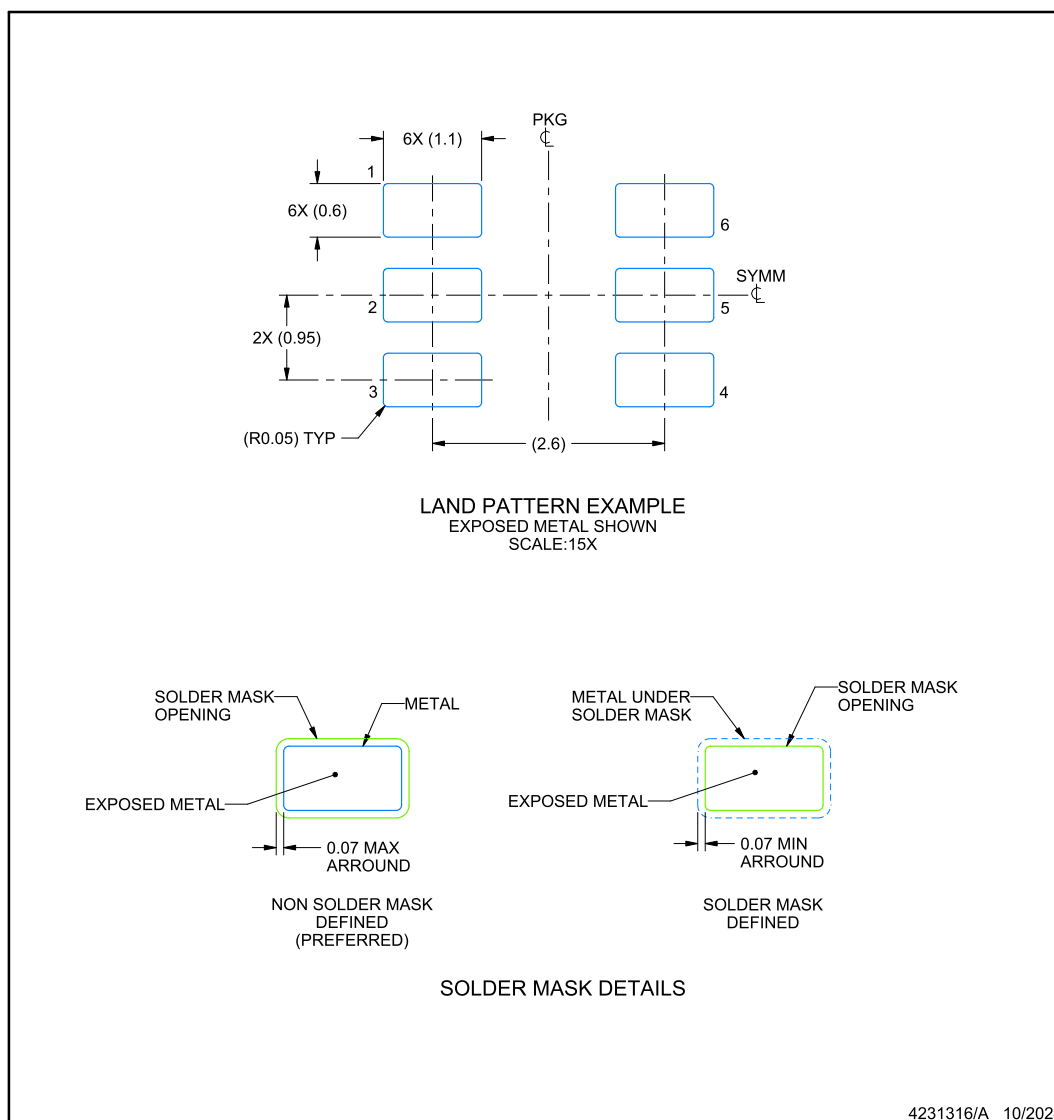 PKG
6X (1.1)
1
6X (0.6)
6
SYMM
2
5
2X (0.95)
3
4
(R0.05) TYP
(2.6)
LAND PATTERN EXAMPLE
EXPOSED METAL SHOWN
SCALE:15X
SOLDER MASK
OPENING
METAL
EXPOSED METAL
0.07 MAX
ARROUND
NON SOLDER MASK
DEFINED
(PREFERRED)
METAL UNDER
SOLDER MASK
SOLDER MASK
OPENING
EXPOSED METAL
0.07 MIN
ARROUND
SOLDER MASK
DEFINED
SOLDER MASK DETAILS
4231316/A 10/202